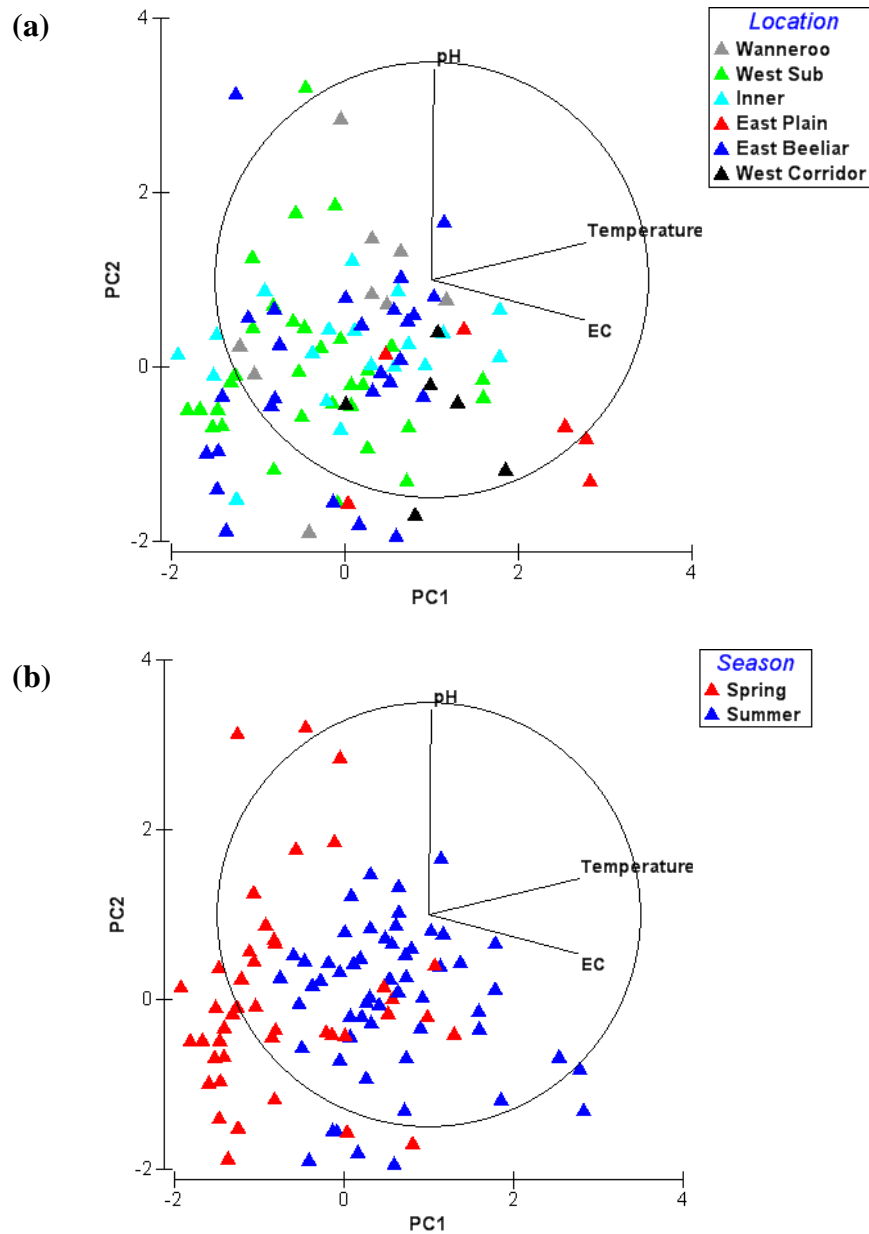 (a)
Location
Wanneroo
West Sub
Inner
East Plain
East Beeliar
West Corridor
4
2
0
-2
PC2
pH
Temperature
EC
-2
0
2
4
PC1
(b)
Season
Spring
Summer
4
2
0
-2
PC2
pH
Temperature
EC
-2
0
2
4
PC1